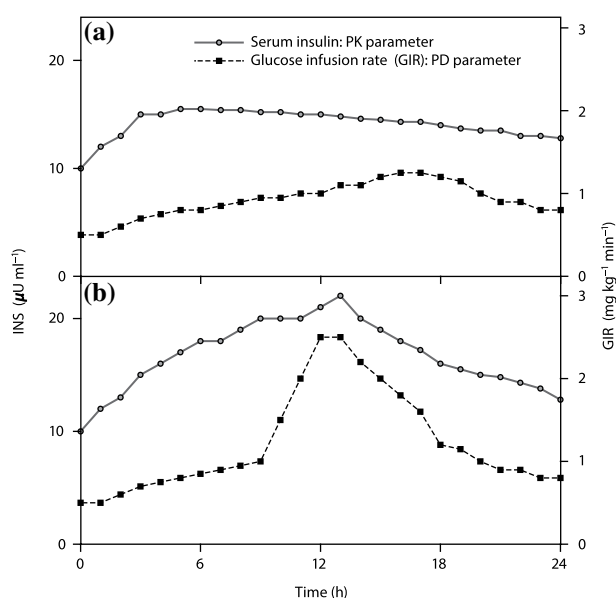 (a)
Serum insulin: PK parameter
Glucose infusion rate (GIR): PD parameter
20
10
0
3
2
1
0
INS (μU ml⁻¹)
GIR (mg kg⁻¹ min⁻¹)
(b)
20
10
0
3
2
1
0
0 6 12 18 24
Time (h)